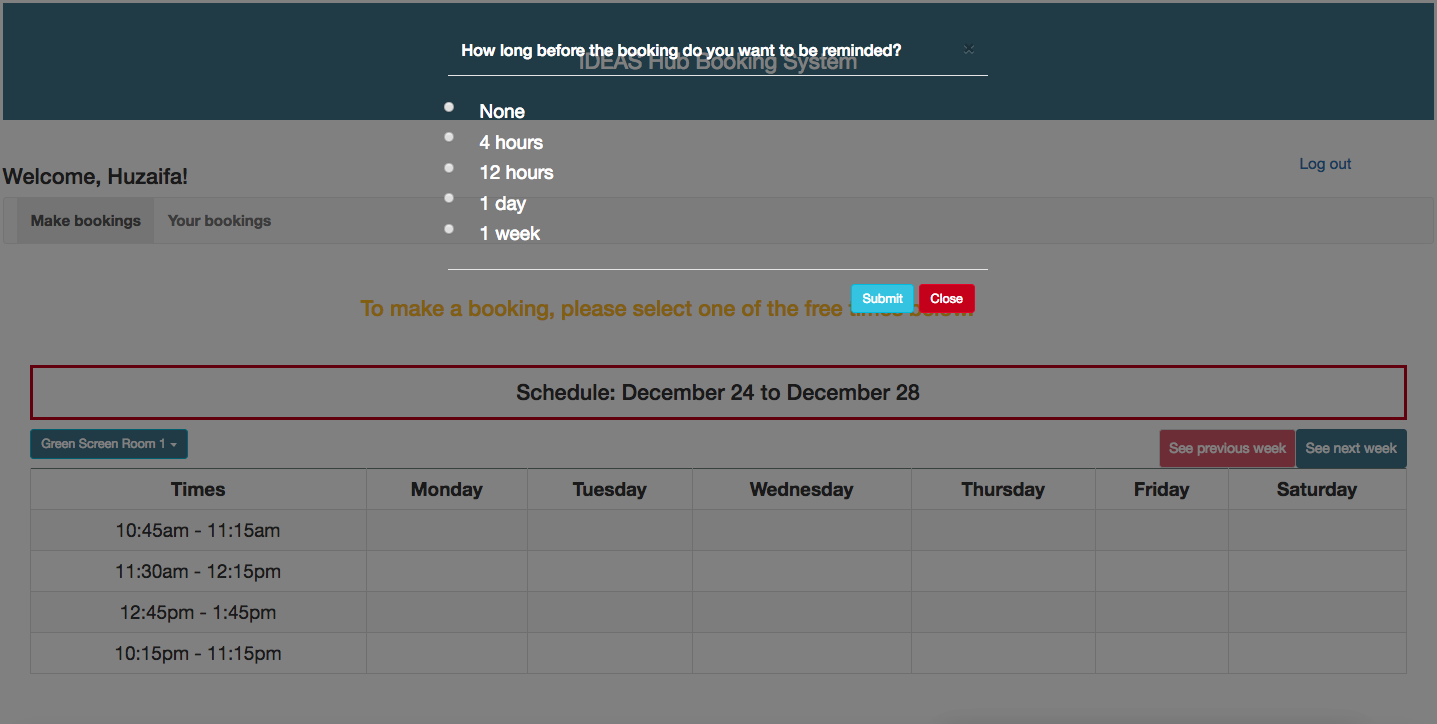 How long before the booking do you want to be reminded? ×
IDEAS Hub Booking System
None
4 hours
12 hours
1 day
1 week
Log out
Welcome, Huzaifa!
Make bookings Your bookings
Submit Close
To make a booking, please select one of the free times below.
Schedule: December 24 to December 28
Green Screen Room 1
See previous week See next week
Times Monday Tuesday Wednesday Thursday Friday Saturday
10:45am - 11:15am
11:30am - 12:15pm
12:45pm - 1:45pm
10:15pm - 11:15pm